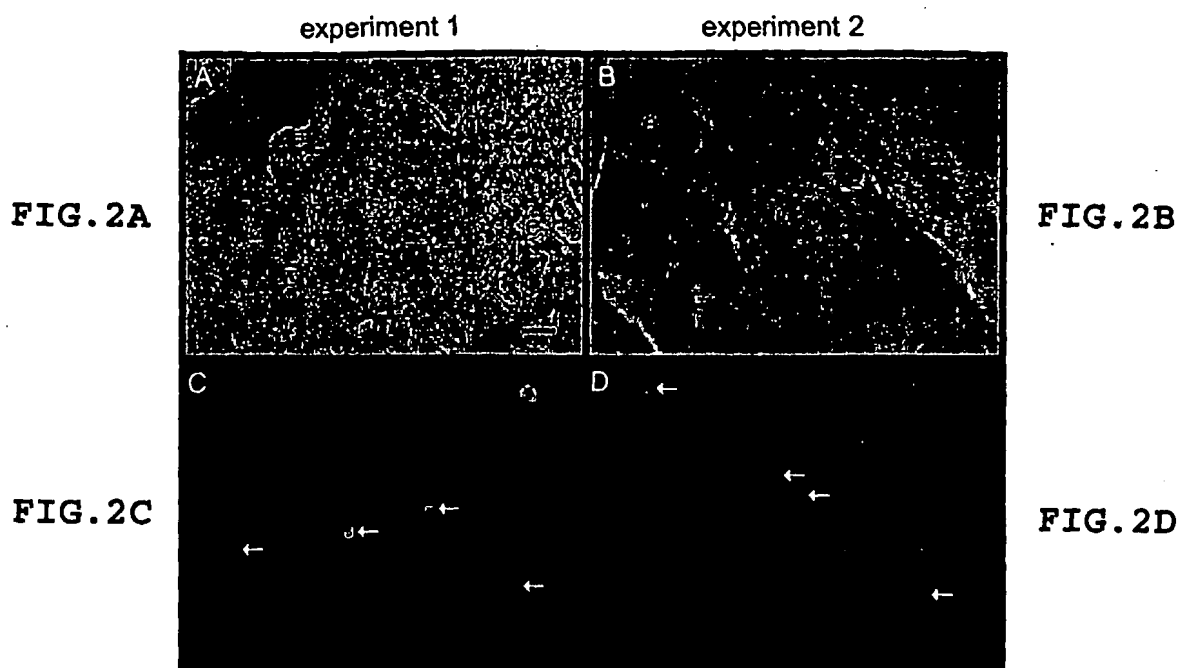 experiment 1
experiment 2
A
B
FIG.2A
FIG.2B
C
D
FIG.2C
FIG.2D